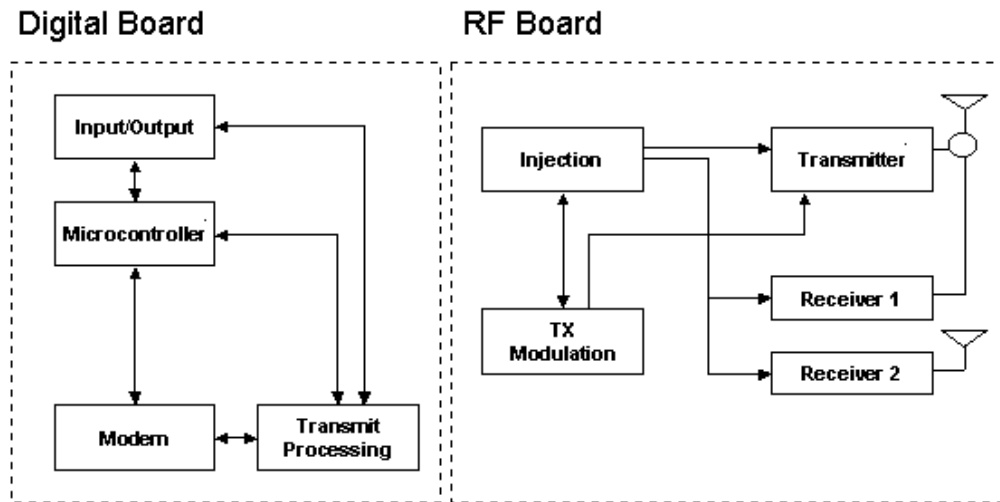 Digital Board
RF Board
Input/Output
Microcontroller
Modem
Transmit
Processing
Injection
TX
Modulation
Transmitter
Receiver 1
Receiver 2